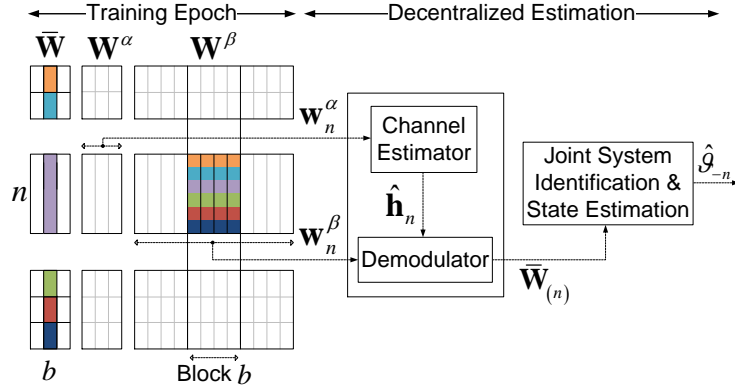 Training Epoch
Decentralized Estimation
W̄
W^α
W^β
w_n^α
Channel
Estimator
Joint System
Identification &
State Estimation
ϑ̂_{-n}
n
ĥ_n
w_n^β
Demodulator
W̄_{(n)}
b
Block b